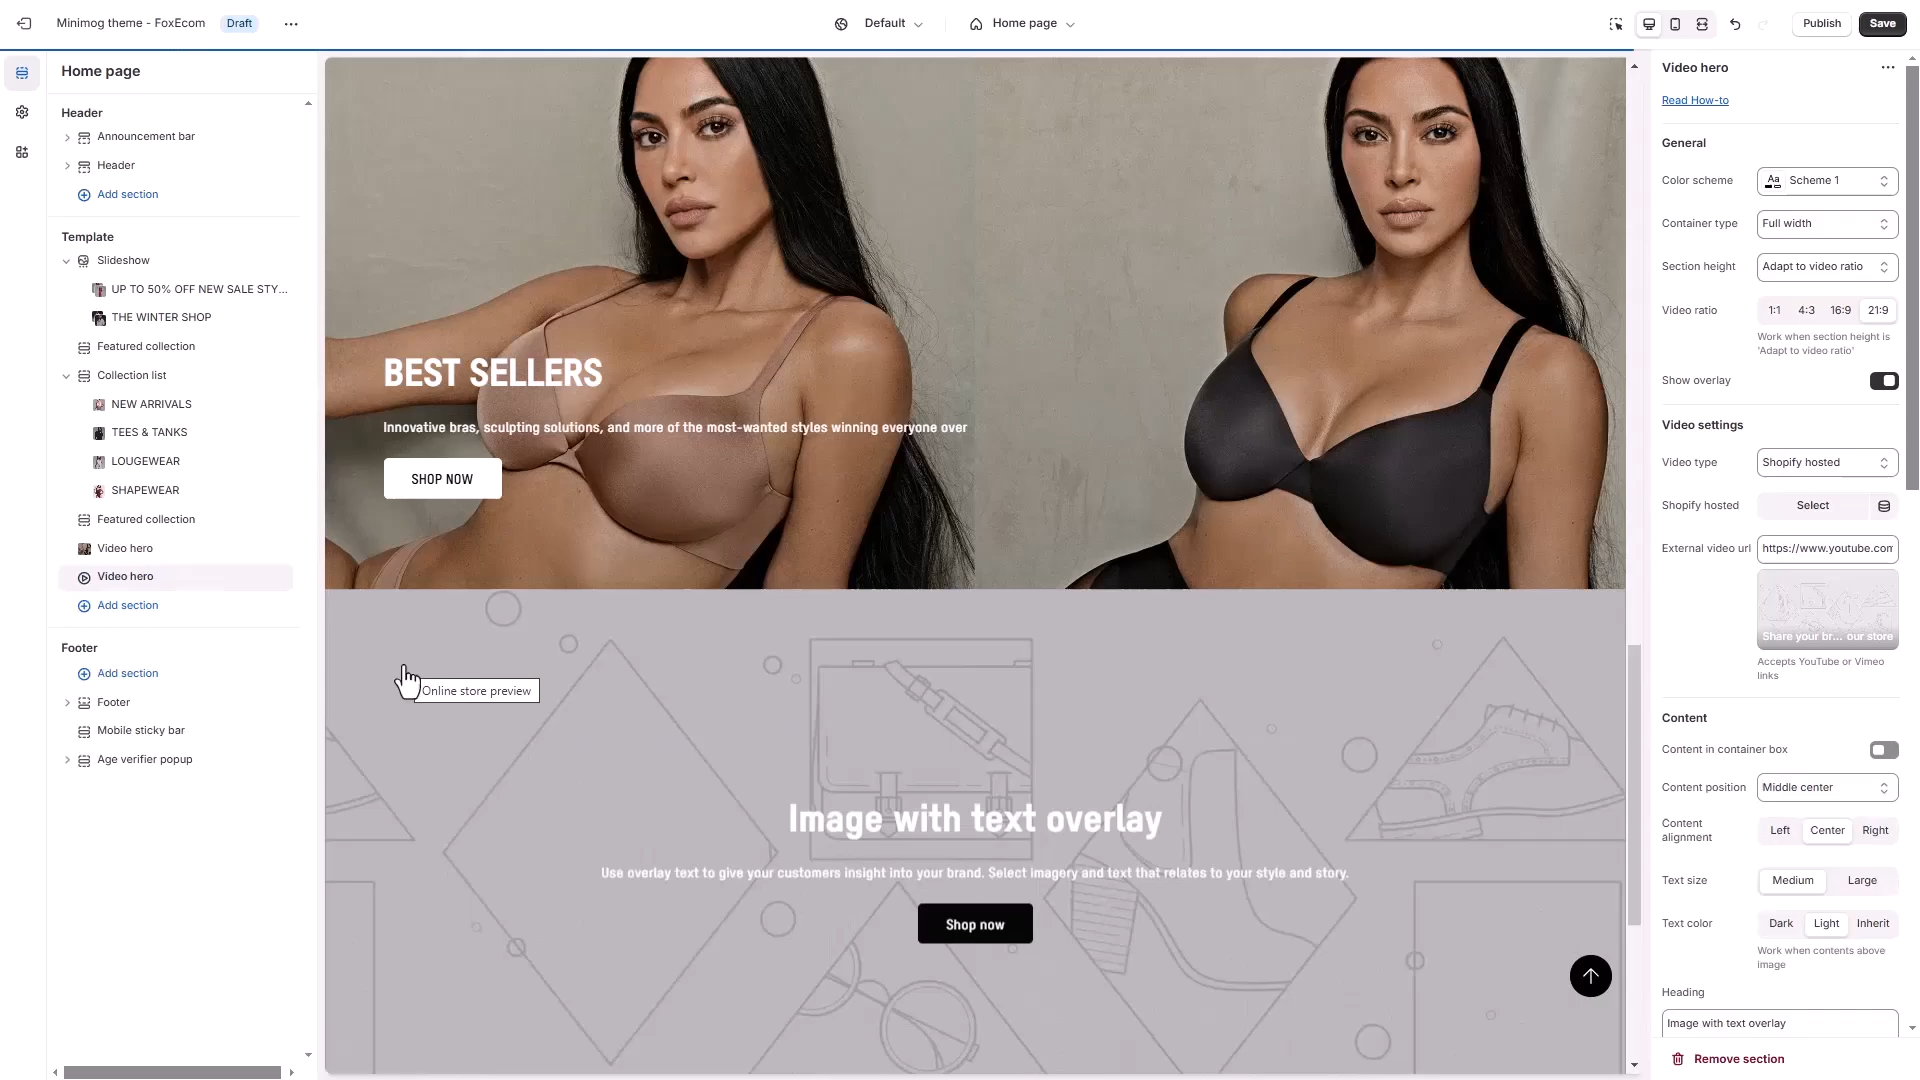 Minimog theme - FoxEcom
Draft
Default
Home page
Publish
Save
Home page
Header
Announcement bar
Header
Add section
Template
Slideshow
UP TO 50% OFF NEW SALE STY...
THE WINTER SHOP
Featured collection
Collection list
NEW ARRIVALS
TEES & TANKS
LOUGEWEAR
SHAPEWEAR
Featured collection
Video hero
Video hero
Add section
Footer
Add section
Footer
Mobile sticky bar
Age verifier popup
BEST SELLERS
Innovative bras, sculpting solutions, and more of the most-wanted styles winning everyone over
SHOP NOW
Online store preview
Image with text overlay
Use overlay text to give your customers insight into your brand. Select imagery and text that relates to your style and story.
Shop now
Video hero
Read How-to
General
Color scheme
Aa Scheme 1
Container type
Full width
Section height
Adapt to video ratio
Video ratio
1:1 4:3 16:9 21:9
Work when section height is
'Adapt to video ratio'
Show overlay
Video settings
Video type
Shopify hosted
Shopify hosted
Select
External video url
https://www.youtube.com
Share your br... our store
Accepts YouTube or Vimeo
links
Content
Content in container box
Content position
Middle center
Content
alignment
Left Center Right
Text size
Medium Large
Text color
Dark Light Inherit
Work when contents above
image
Heading
Image with text overlay
Remove section